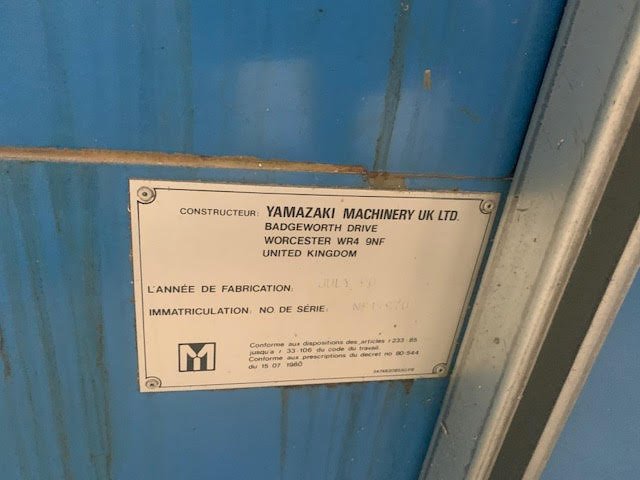 CONSTRUCTEUR: YAMAZAKI MACHINERY UK LTD.
BADGEWORTH DRIVE
WORCESTER WR4 9NF
UNITED KINGDOM
L'ANNÉE DE FABRICATION: JULY
IMMATRICULATION: NO DE SÉRIE:
M
Conforme aux dispositions des articles r 233 85
jusqu'a r 33-106 du code du travail.
Conforme aux prescriptions du decret no 80-544
du 15 07 1980